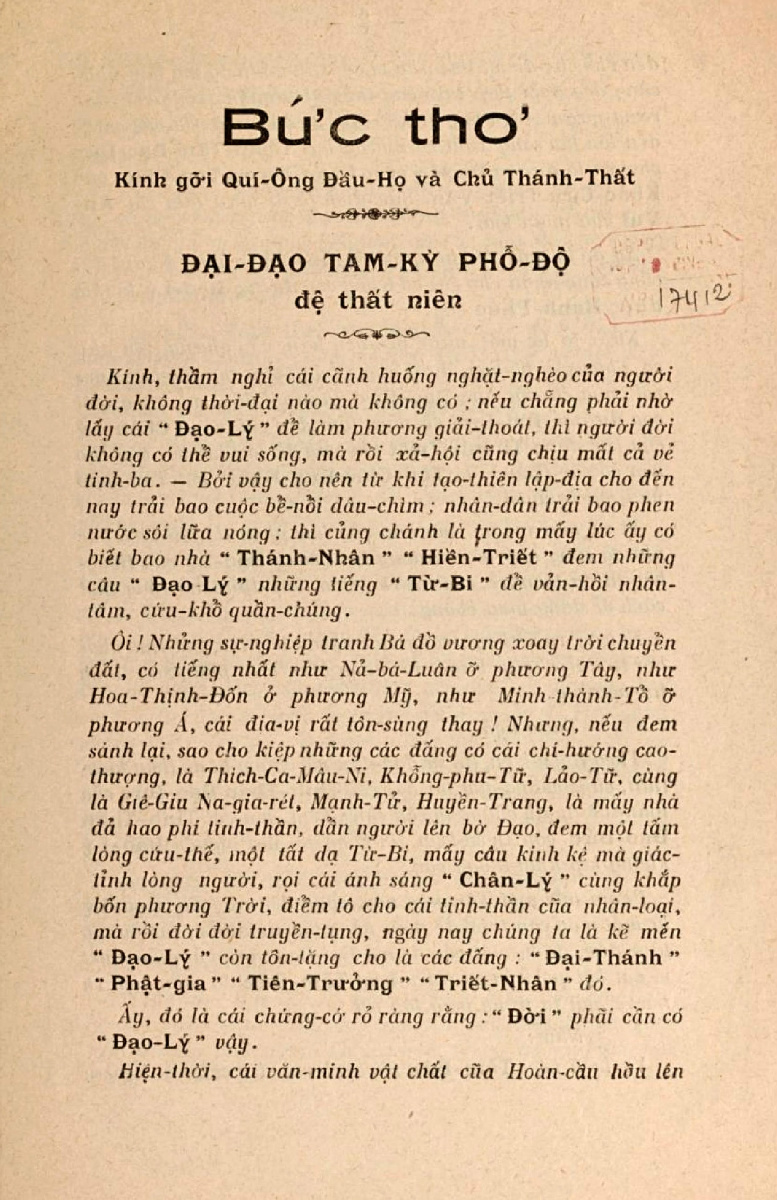 Bức thơ
Kính gởi Quí-Ông Đầu-Họ và Chủ Thánh-Thất
ĐẠI-ĐẠO TAM-KỲ PHỖ-ĐỘ
đệ thất niên
17412
Kính, thầm nghỉ cái cãnh huống nghặt-nghèo của người
đời, không thời-đại nào mà không có ; nếu chẵng phải nhờ
lấy cái “ Đạo-Lý ” để làm phương giải-thoát, thì người đời
không có thể vui sống, mà rồi xả-hội cũng chịu mất cả vẻ
tinh-ba. — Bởi vậy cho nên từ khi tạo-thiên lập-địa cho đến
nay trải bao cuộc bề-nồi dâu-chìm ; nhân-dân trải bao phen
nước sôi lữa nóng ; thì củng chánh là trong mấy lúc ấy có
biết bao nhà “ Thánh-Nhân ” “ Hiền-Triết ” đem những
câu “ Đạo Lý ” những tiếng “ Từ-Bi ” để vản-hồi nhân-
tâm, cứu-khổ quần-chúng.
Ôi ! Nhửng sự-nghiệp tranh Bá đồ vương xoay trời chuyển
đất, có tiếng nhất như Nả-bá-Luân ỡ phương Tây, như
Hoa-Thịnh-Đốn ở phương Mỹ, như Minh-thành-Tổ ỡ
phương Á, cái địa-vị rất tôn-sùng thay ! Nhưng, nếu đem
sánh lại, sao cho kiệp những các đấng có cái chí-hướng cao-
thượng, là Thích-Ca-Mâu-Ni, Khỗng-phu-Tữ, Lảo-Tữ, cùng
là Giê-Giu Na-gia-rét, Mạnh-Tử, Huyền-Trang, là mấy nhà
đả hao phí tinh-thần, dẫn người lên bờ Đạo, đem một tấm
lòng cứu-thế, một tất dạ Từ-Bi, mấy câu kinh kệ mà giác-
tỉnh lòng người, rọi cái ánh sáng “ Chân-Lý ” cùng khắp
bốn phương Trời, điểm tô cho cái tinh-thần cũa nhân-loại,
mà rồi đời đời truyền-tụng, ngày nay chúng ta là kẽ mến
“ Đạo-Lý ” còn tôn-tặng cho là các đấng : “ Đại-Thánh ”
“ Phật-gia ” “ Tiên-Trưởng ” “ Triết-Nhân ” đó.
Ấy, đó là cái chứng-cớ rỏ ràng rằng : “ Đời ” phãi cần có
“ Đạo-Lý ” vậy.
Hiện-thời, cái văn-minh vật chất cũa Hoàn-cầu hầu lên